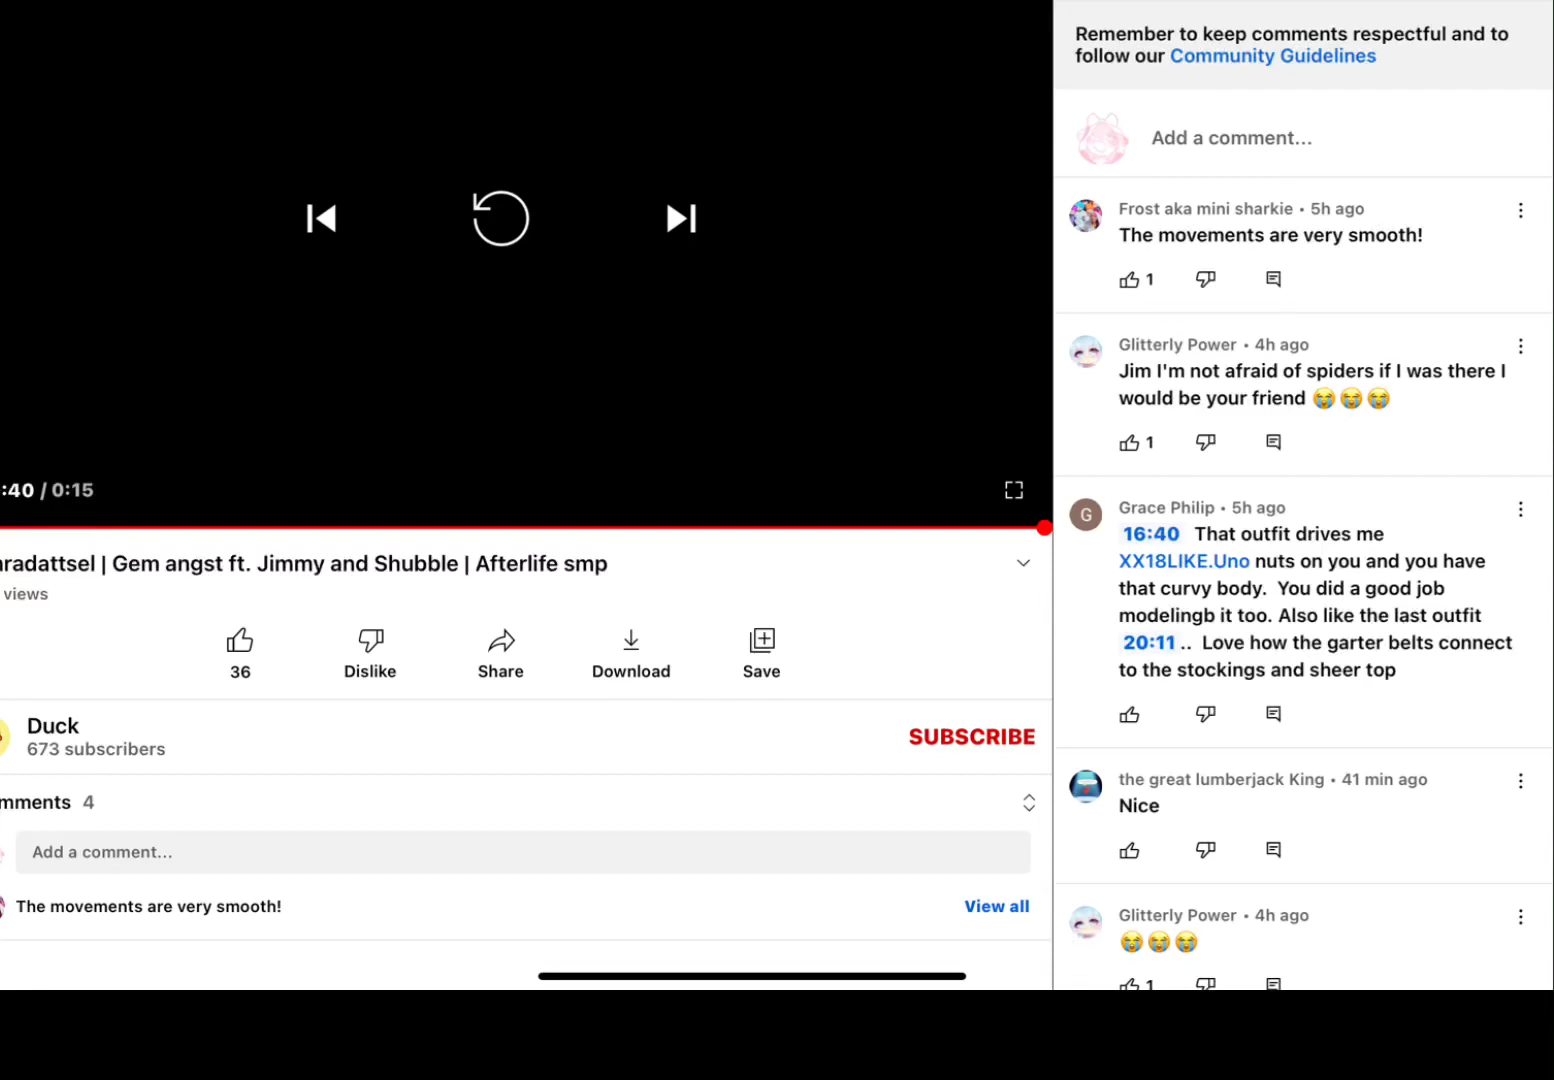 :40 / 0:15
radattsel | Gem angst ft. Jimmy and Shubble | Afterlife smp
views
36
Dislike
Share
Download
Save
Duck
673 subscribers
SUBSCRIBE
mments 4
Add a comment...
The movements are very smooth!
View all
Remember to keep comments respectful and to
follow our Community Guidelines
Add a comment...
Frost aka mini sharkie • 5h ago
The movements are very smooth!
1
Glitterly Power • 4h ago
Jim I'm not afraid of spiders if I was there I
would be your friend 😭😭😭
1
G
Grace Philip • 5h ago
16:40 That outfit drives me
XX18LIKE.Uno nuts on you and you have
that curvy body. You did a good job
modelingb it too. Also like the last outfit
20:11 .. Love how the garter belts connect
to the stockings and sheer top
the great lumberjack King • 41 min ago
Nice
Glitterly Power • 4h ago
😭😭😭
1